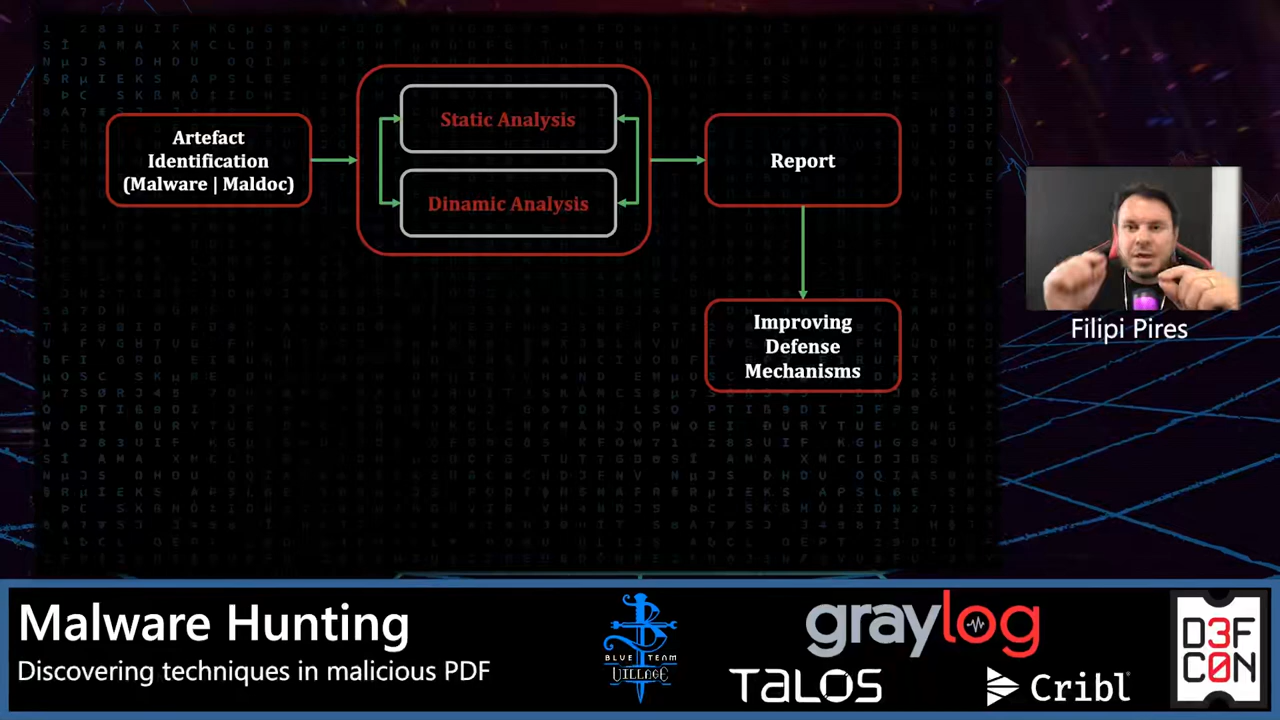 Artefact
Identification
(Malware | Maldoc)
Static Analysis
Dinamic Analysis
Report
Improving
Defense
Mechanisms
Filipi Pires
Malware Hunting
Discovering techniques in malicious PDF
BLUE TEAM
VILLAGE
graylog
TALOS
Cribl
D3F
C0N